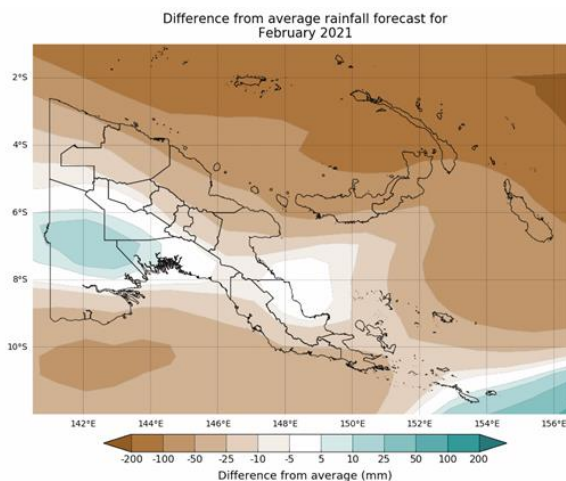 Difference from average rainfall forecast for
February 2021
2°S
4°S
6°S
8°S
10°S
142°E 144°E 146°E 148°E 150°E 152°E 154°E 156°E
-200 -100 -50 -25 -10 -5 5 10 25 50 100 200
Difference from average (mm)